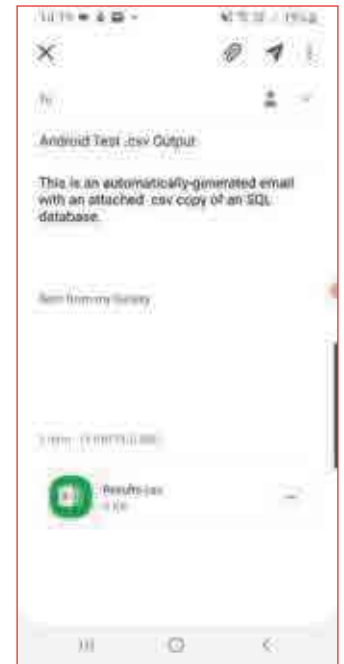 To
Android Test .csv Output
This is an automatically-generated email
with an attached .csv copy of an SQL
database.
Sent from my Galaxy
Results.csv